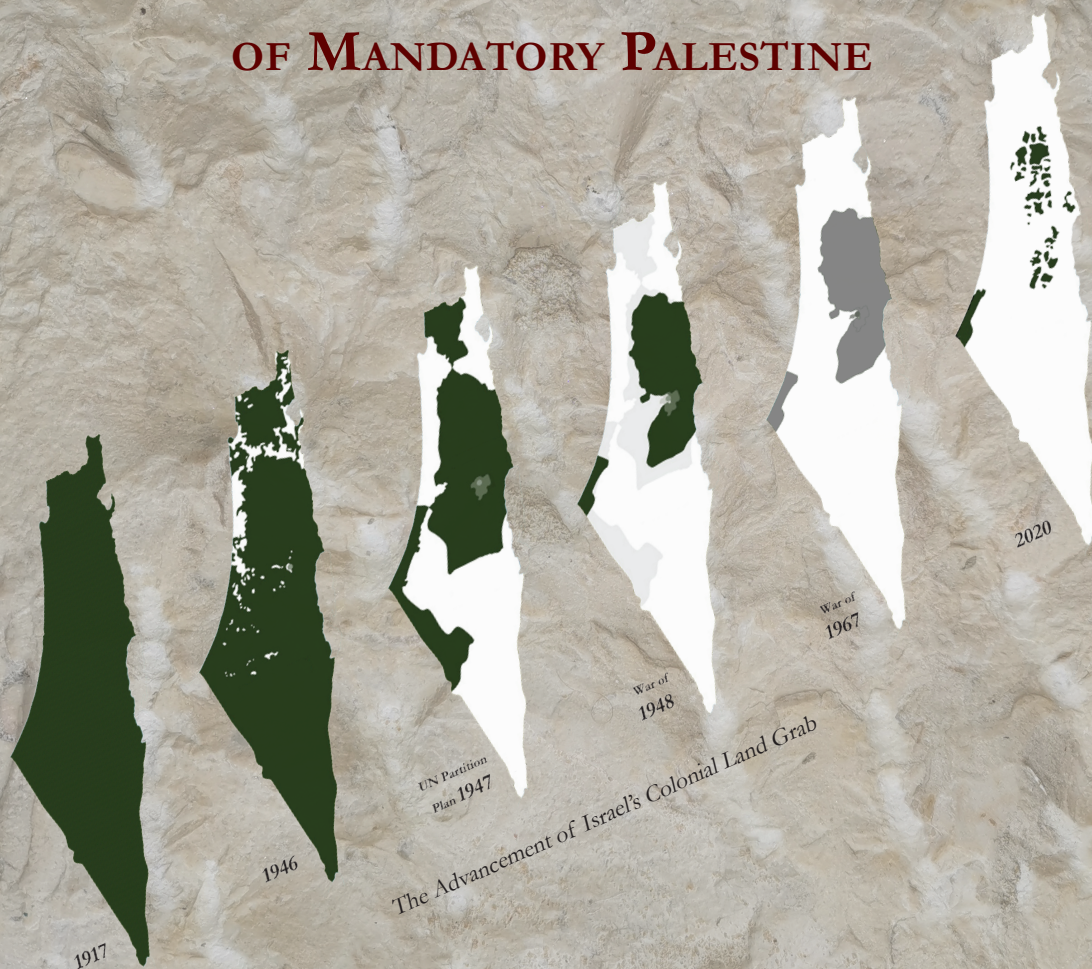 OF MANDATORY PALESTINE
2020
War of
1967
War of
1948
UN Partition
Plan 1947
1946
1917
The Advancement of Israel's Colonial Land Grab